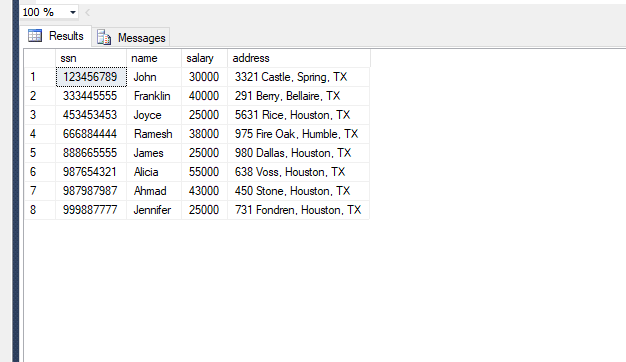 100 %
Results Messages
ssn name salary address
1 123456789 John 30000 3321 Castle, Spring, TX
2 333445555 Franklin 40000 291 Berry, Bellaire, TX
3 453453453 Joyce 25000 5631 Rice, Houston, TX
4 666884444 Ramesh 38000 975 Fire Oak, Humble, TX
5 888665555 James 25000 980 Dallas, Houston, TX
6 987654321 Alicia 55000 638 Voss, Houston, TX
7 987987987 Ahmad 43000 450 Stone, Houston, TX
8 999887777 Jennifer 25000 731 Fondren, Houston, TX